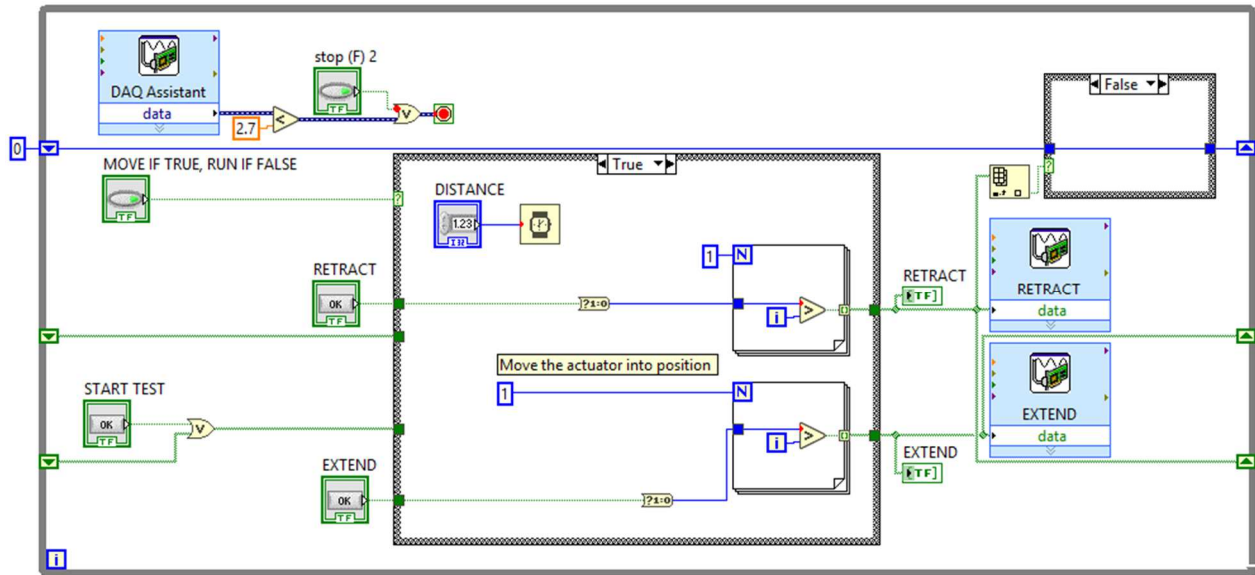 DAQ Assistant
data
stop (F) 2
TF
2.7
<
V
0
MOVE IF TRUE, RUN IF FALSE
TF
?
True
False
?
DISTANCE
1.23
I32
RETRACT
OK
TF
?1:0
1
N
i
>
RETRACT
TF
RETRACT
data
Move the actuator into position
START TEST
OK
TF
V
1
N
i
>
EXTEND
data
EXTEND
TF
EXTEND
OK
TF
?1:0
i